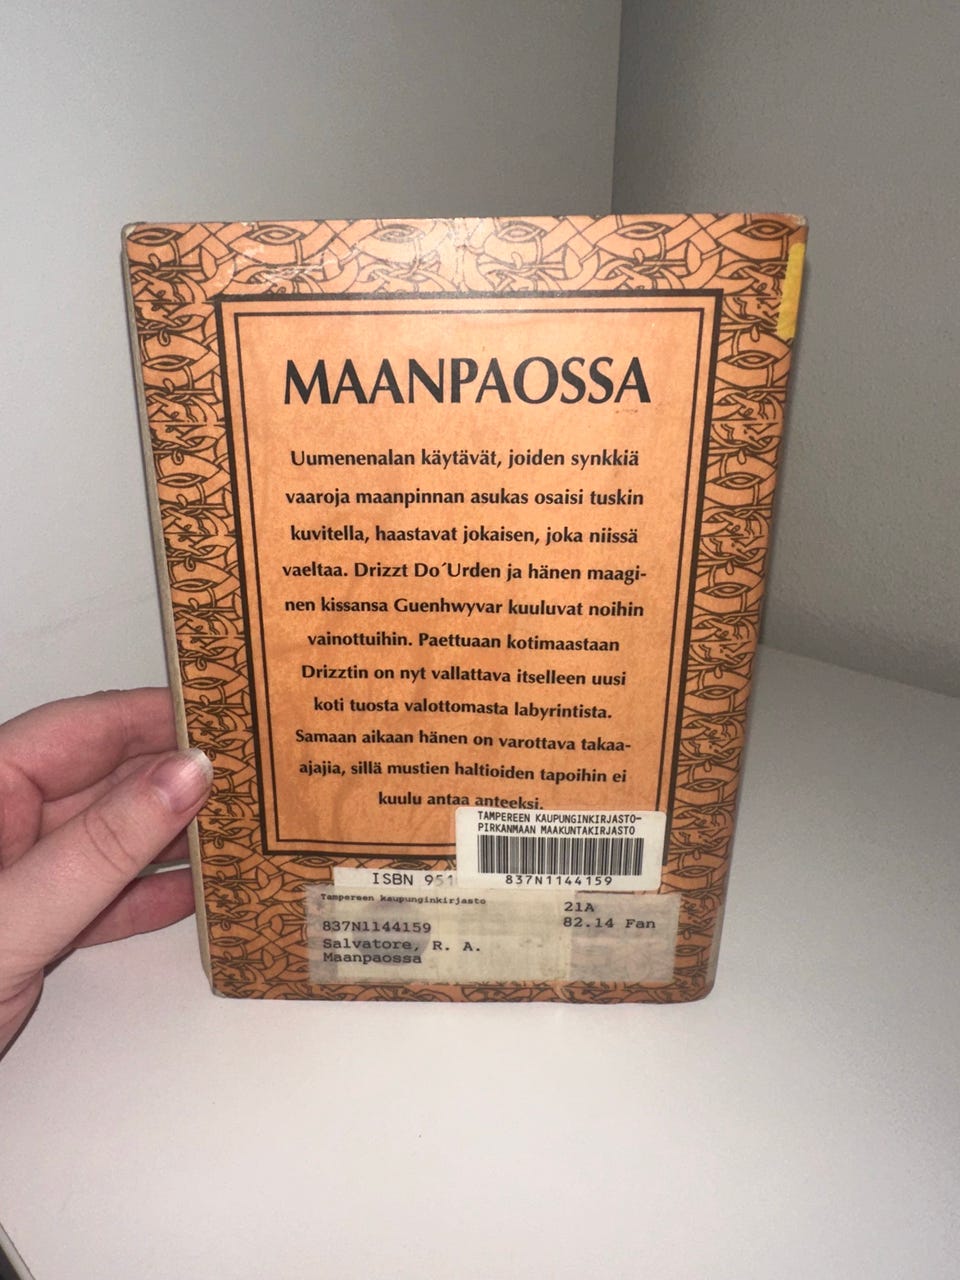 MAANPAOSSA
Uumenenalan käytävät, joiden synkkiä
vaaroja maanpinnan asukas osaisi tuskin
kuvitella, haastavat jokaisen, joka niissä
vaeltaa. Drizzt Do´Urden ja hänen maagi-
nen kissansa Guenhwyvar kuuluvat noihin
vainottuihin. Paettuaan kotimaastaan
Drizztin on nyt vallattava itselleen uusi
koti tuosta valottomasta labyrintista.
Samaan aikaan hänen on varottava takaa-
ajajia, sillä mustien haltioiden tapoihin ei
kuulu antaa anteeksi.
TAMPEREEN KAUPUNGINKIRJASTO-
PIRKANMAAN MAAKUNTAKIRJASTO
837N1144159
ISBN 951
Tampereen kaupunginkirjasto
21A
82.14 Fan
837N1144159
Salvatore, R. A.
Maanpaossa